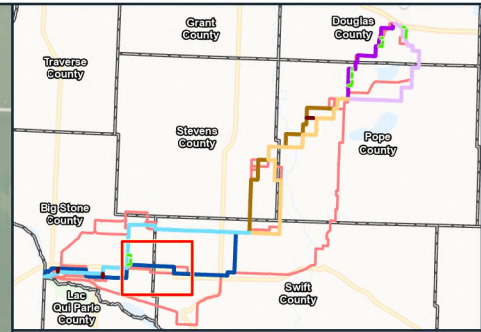 Grant
County
Douglas
County
Traverse
County
Stevens
County
Pope
County
Big Stone
County
Swift
County
Lac
Qui Parle
County